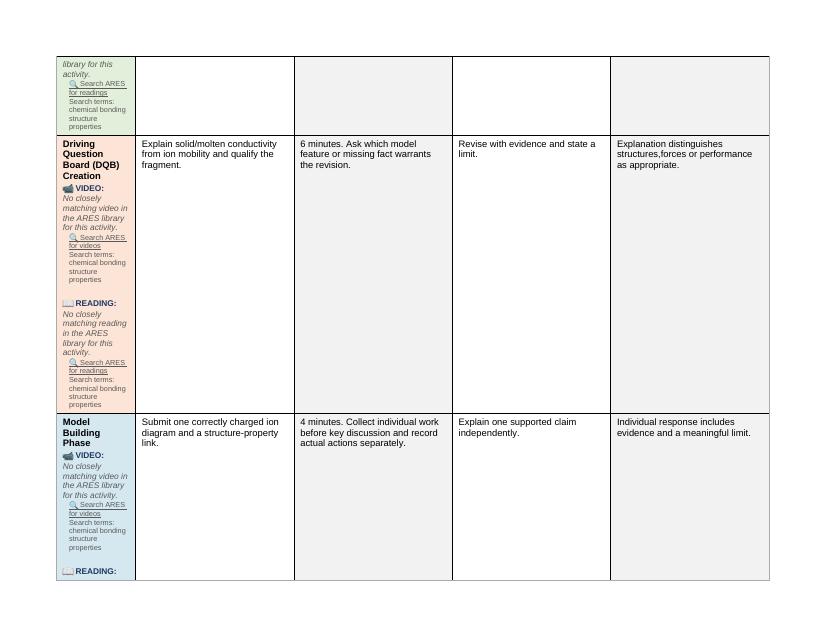 library for this
activity.
🔍 Search ARES
for readings
Search terms:
chemical bonding
structure
properties
Driving
Question
Board (DQB)
Creation
📹 VIDEO:
No closely
matching video in
the ARES library
for this activity.
🔍 Search ARES
for videos
Search terms:
chemical bonding
structure
properties
📖 READING:
No closely
matching reading
in the ARES
library for this
activity.
🔍 Search ARES
for readings
Search terms:
chemical bonding
structure
properties
Explain solid/molten conductivity
from ion mobility and qualify the
fragment.
6 minutes. Ask which model
feature or missing fact warrants
the revision.
Revise with evidence and state a
limit.
Explanation distinguishes
structures,forces or performance
as appropriate.
Model
Building
Phase
📹 VIDEO:
No closely
matching video in
the ARES library
for this activity.
🔍 Search ARES
for videos
Search terms:
chemical bonding
structure
properties
📖 READING:
Submit one correctly charged ion
diagram and a structure-property
link.
4 minutes. Collect individual work
before key discussion and record
actual actions separately.
Explain one supported claim
independently.
Individual response includes
evidence and a meaningful limit.